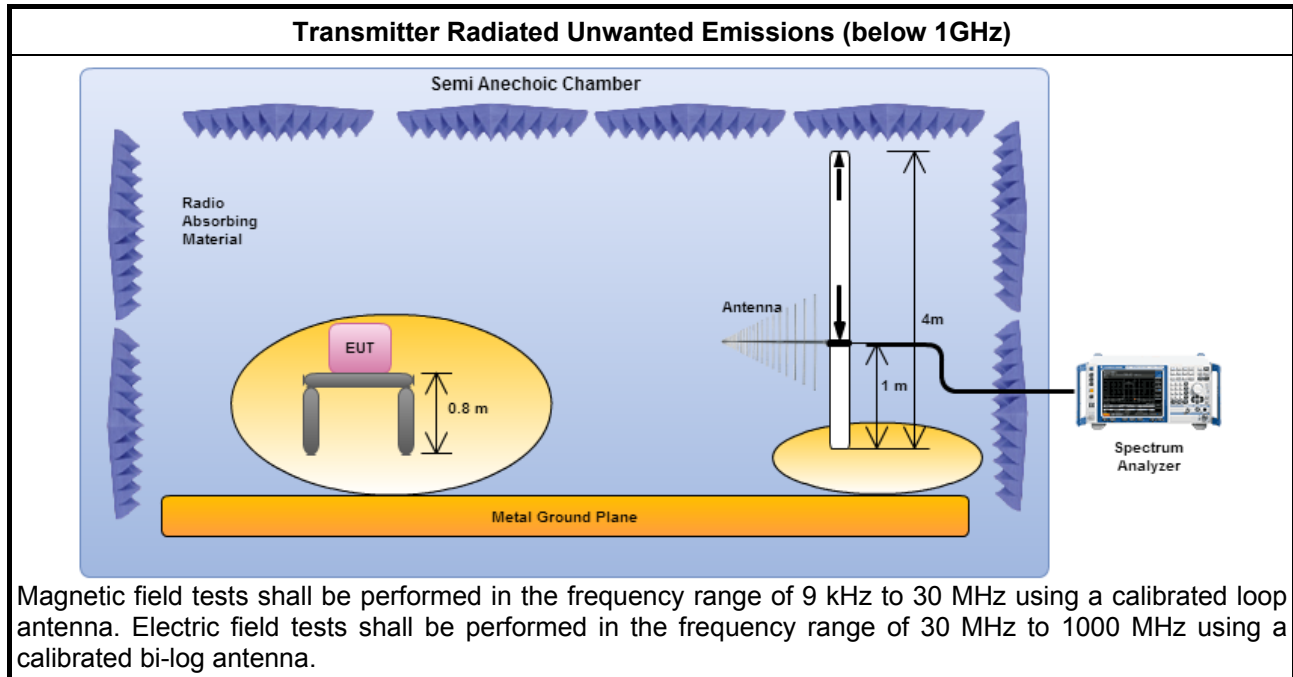 Transmitter Radiated Unwanted Emissions (below 1GHz)
Semi Anechoic Chamber
Radio
Absorbing
Material
Antenna
4m
EUT
1 m
0.8 m
Spectrum
Analyzer
Metal Ground Plane
Magnetic field tests shall be performed in the frequency range of 9 kHz to 30 MHz using a calibrated loop
antenna. Electric field tests shall be performed in the frequency range of 30 MHz to 1000 MHz using a
calibrated bi-log antenna.